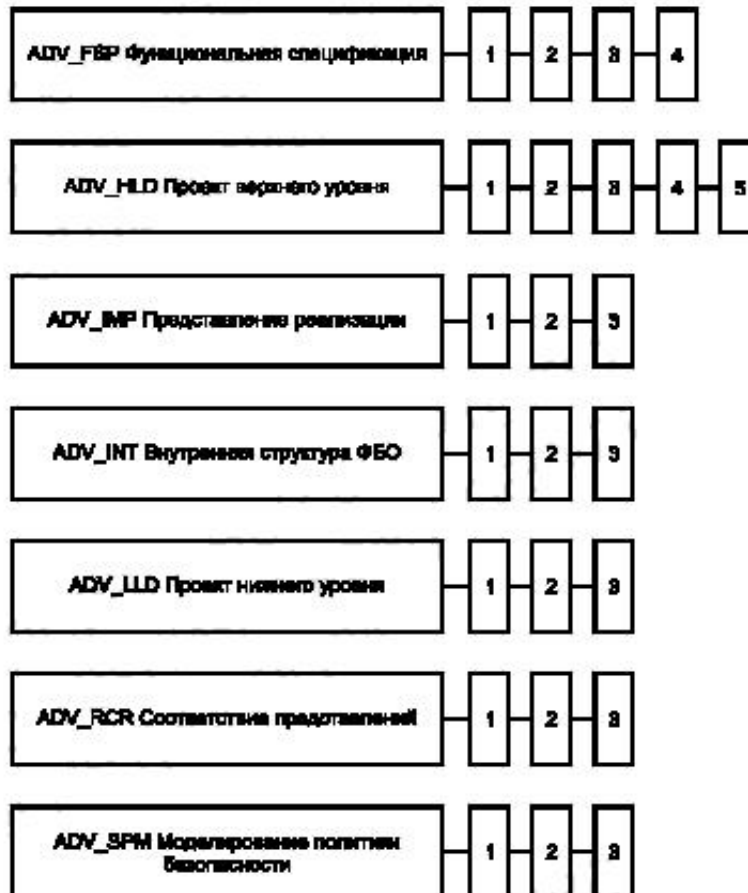 ADV_FSP Функциональная спецификация 1 2 3 4
ADV_HLD Проект верхнего уровня 1 2 3 4 5
ADV_IMP Представление реализации 1 2 3
ADV_INT Внутренняя структура ФБО 1 2 3
ADV_LLD Проект нижнего уровня 1 2 3
ADV_RCR Соответствие представлений 1 2 3
ADV_SPM Моделирование политики
безопасности 1 2 3